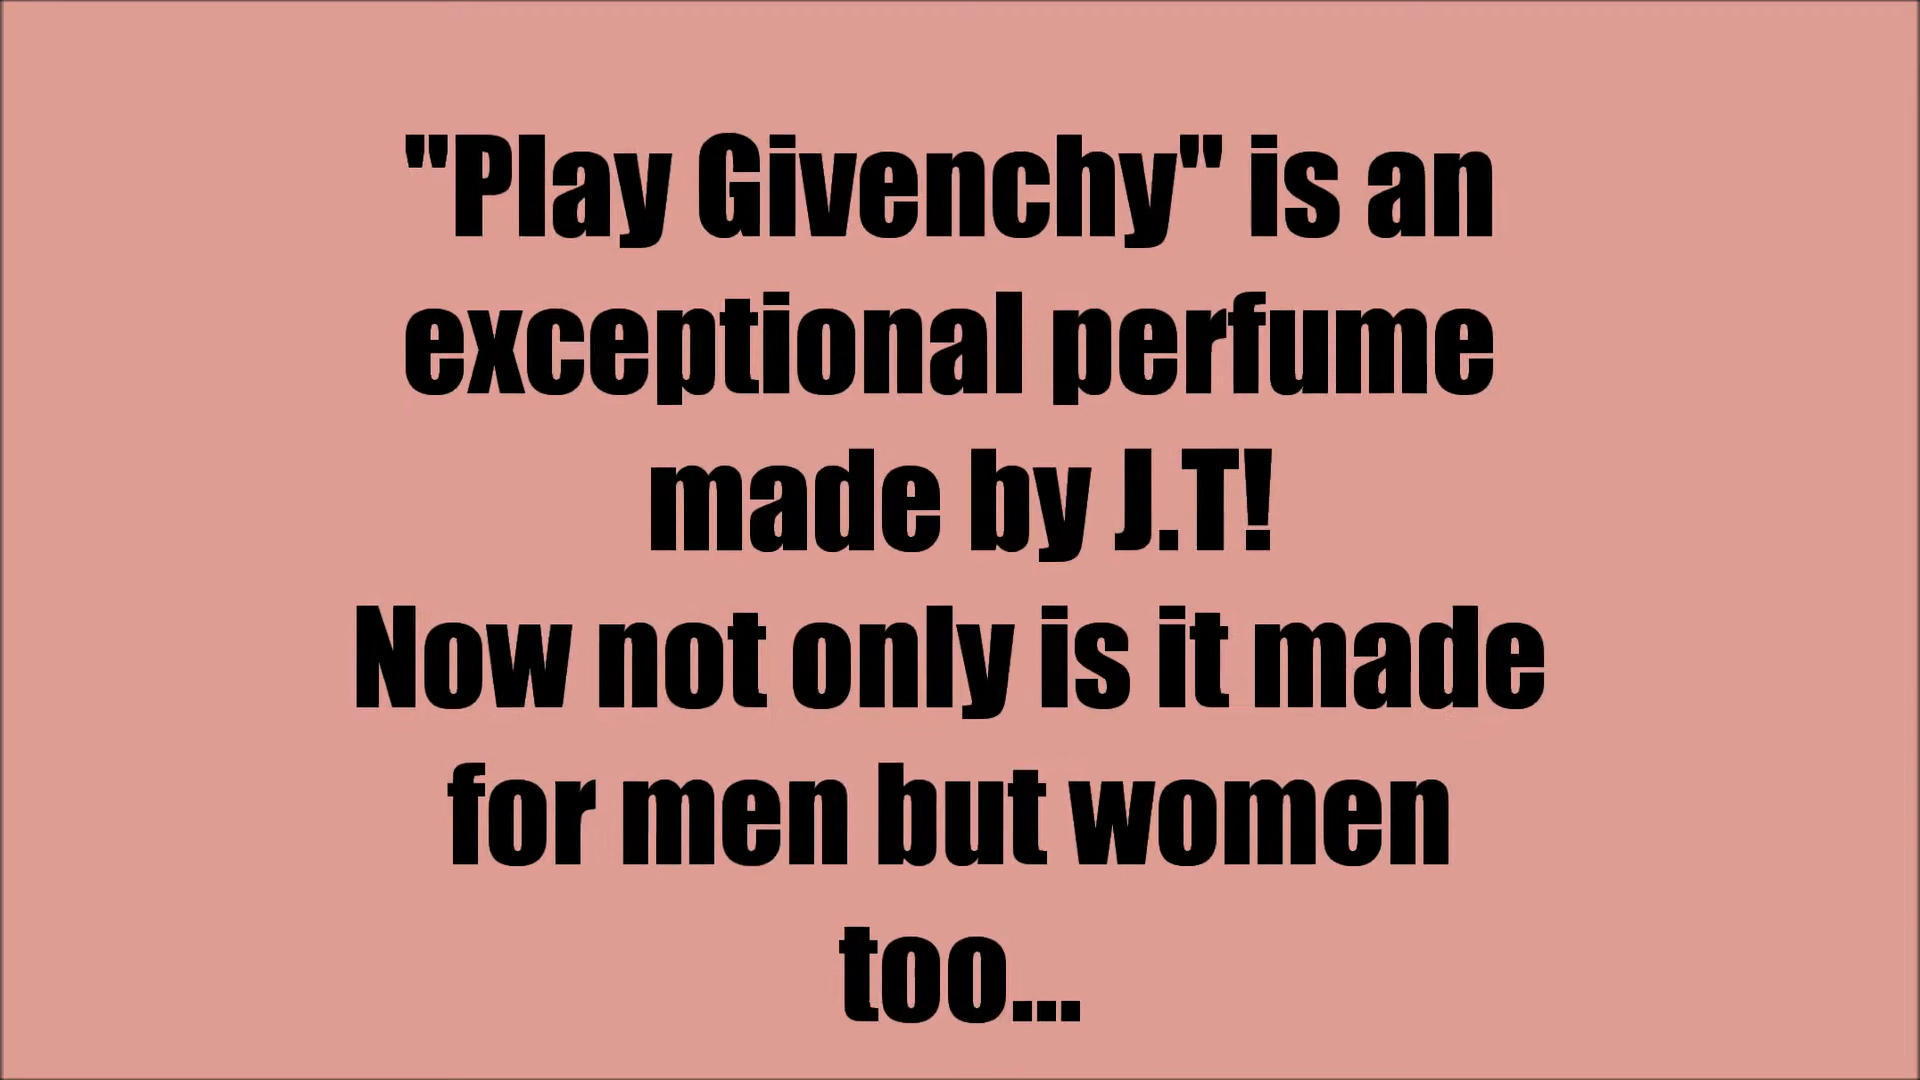 "Play Givenchy" is an
exceptional perfume
made by J.T!
Now not only is it made
for men but women
too...